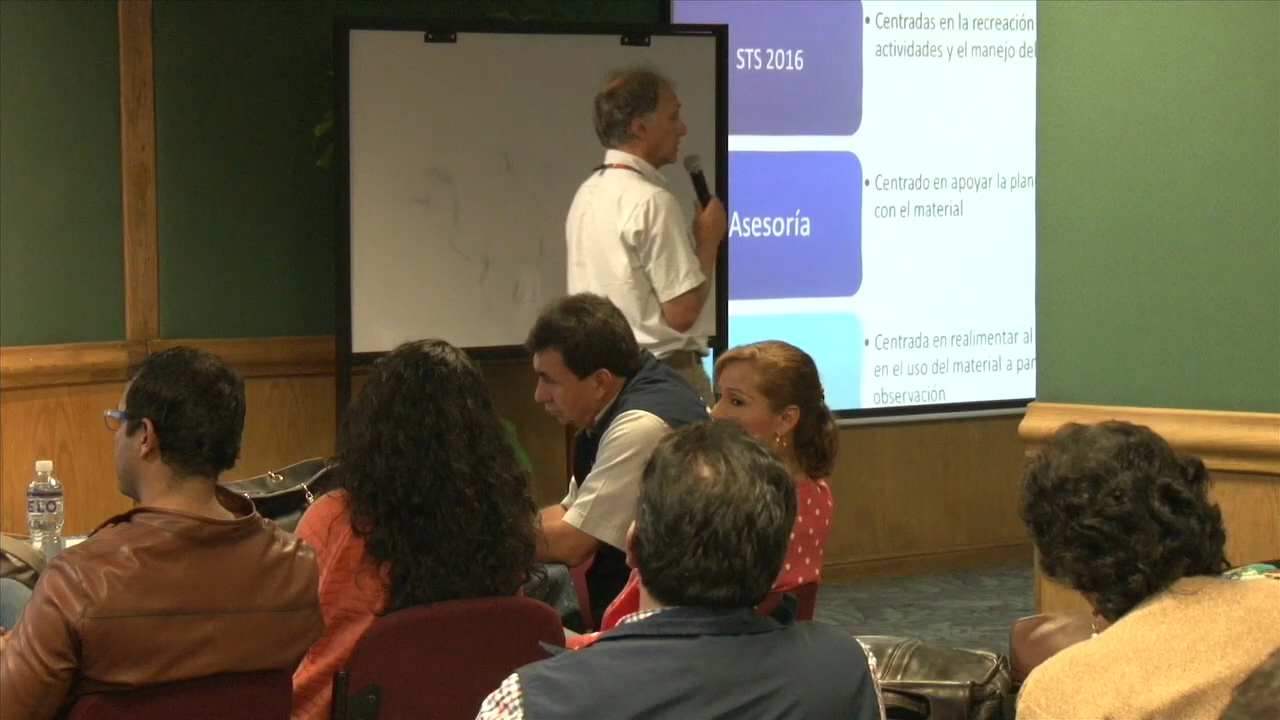 STS 2016
• Centradas en la recreación
actividades y el manejo del
Asesoría
• Centrado en apoyar la plan
con el material
• Centrada en realimentar al
en el uso del material a par
observación
ELO